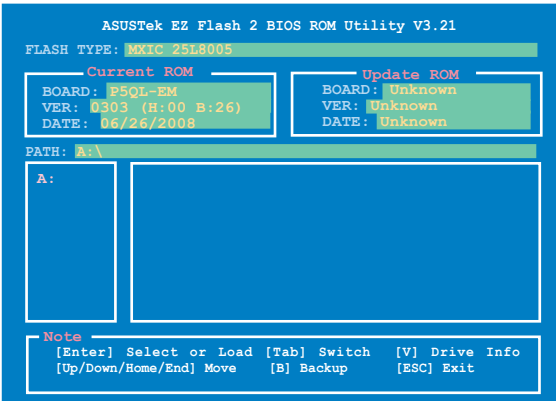 ASUSTek EZ Flash 2 BIOS ROM Utility V3.21
FLASH TYPE: MXIC 25L8005
Current ROM
BOARD: P5QL-EM
VER: 0303 (H:00 B:26)
DATE: 06/26/2008
Update ROM
BOARD: Unknown
VER: Unknown
DATE: Unknown
PATH: A:\
A:
Note
[Enter] Select or Load [Tab] Switch [V] Drive Info
[Up/Down/Home/End] Move [B] Backup [ESC] Exit